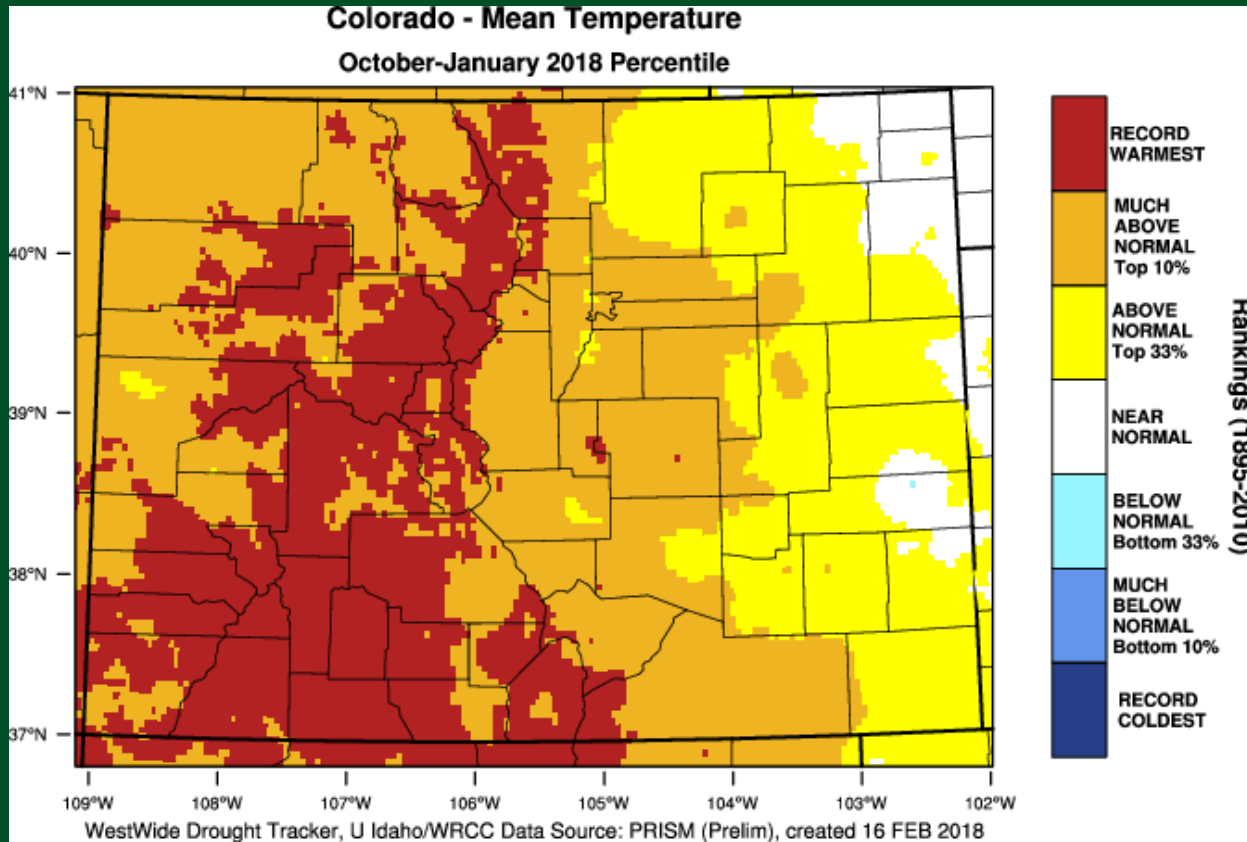 Colorado - Mean Temperature
October-January 2018 Percentile
41°N
40°N
39°N
38°N
37°N
109°W
108°W
107°W
106°W
105°W
104°W
103°W
102°W
RECORD
WARMEST
MUCH
ABOVE
NORMAL
Top 10%
ABOVE
NORMAL
Top 33%
NEAR
NORMAL
BELOW
NORMAL
Bottom 33%
MUCH
BELOW
NORMAL
Bottom 10%
RECORD
COLDEST
Rankings (1895-2010)
WestWide Drought Tracker, U Idaho/WRCC Data Source: PRISM (Prelim), created 16 FEB 2018